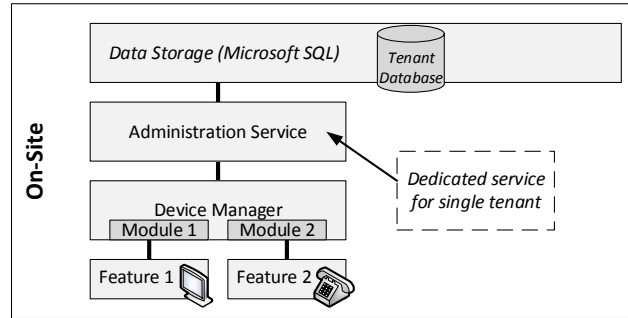 On-Site
Data Storage (Microsoft SQL)
Tenant
Database
Administration Service
Dedicated service
for single tenant
Device Manager
Module 1
Module 2
Feature 1
Feature 2